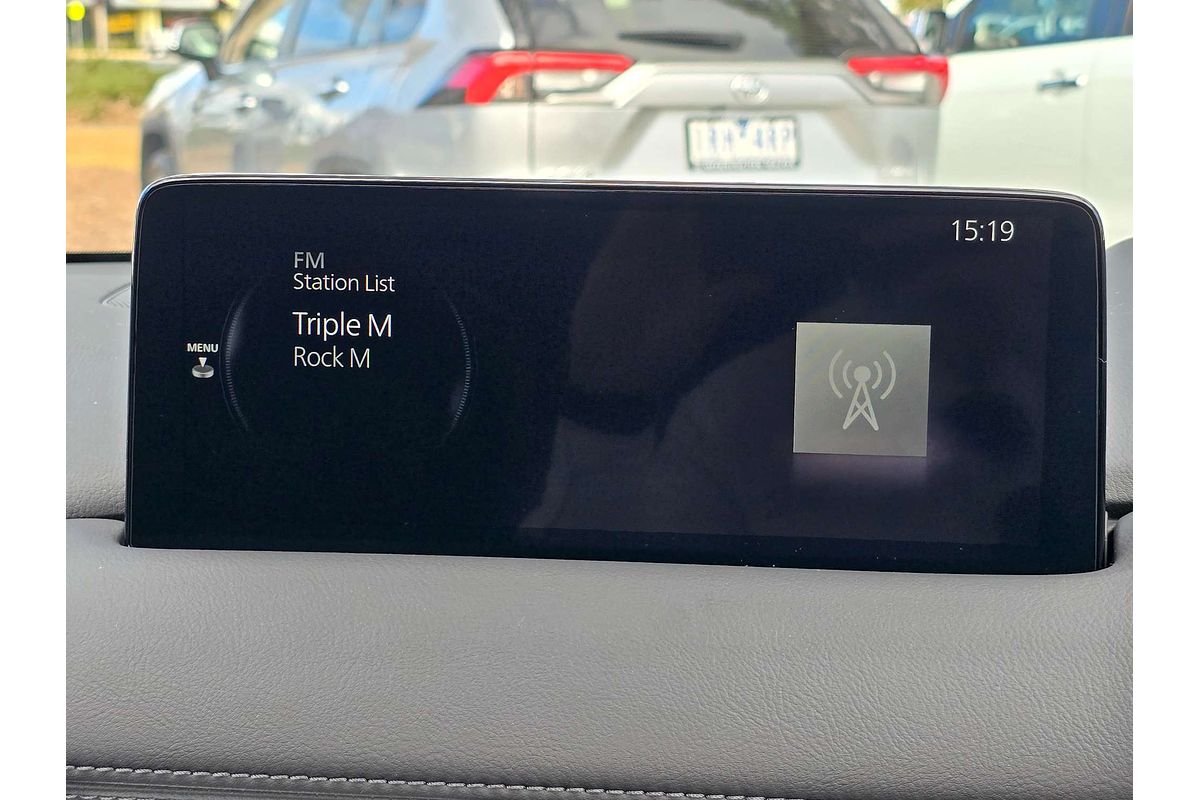 15:19
FM
Station List
Triple M
Rock M
MENU